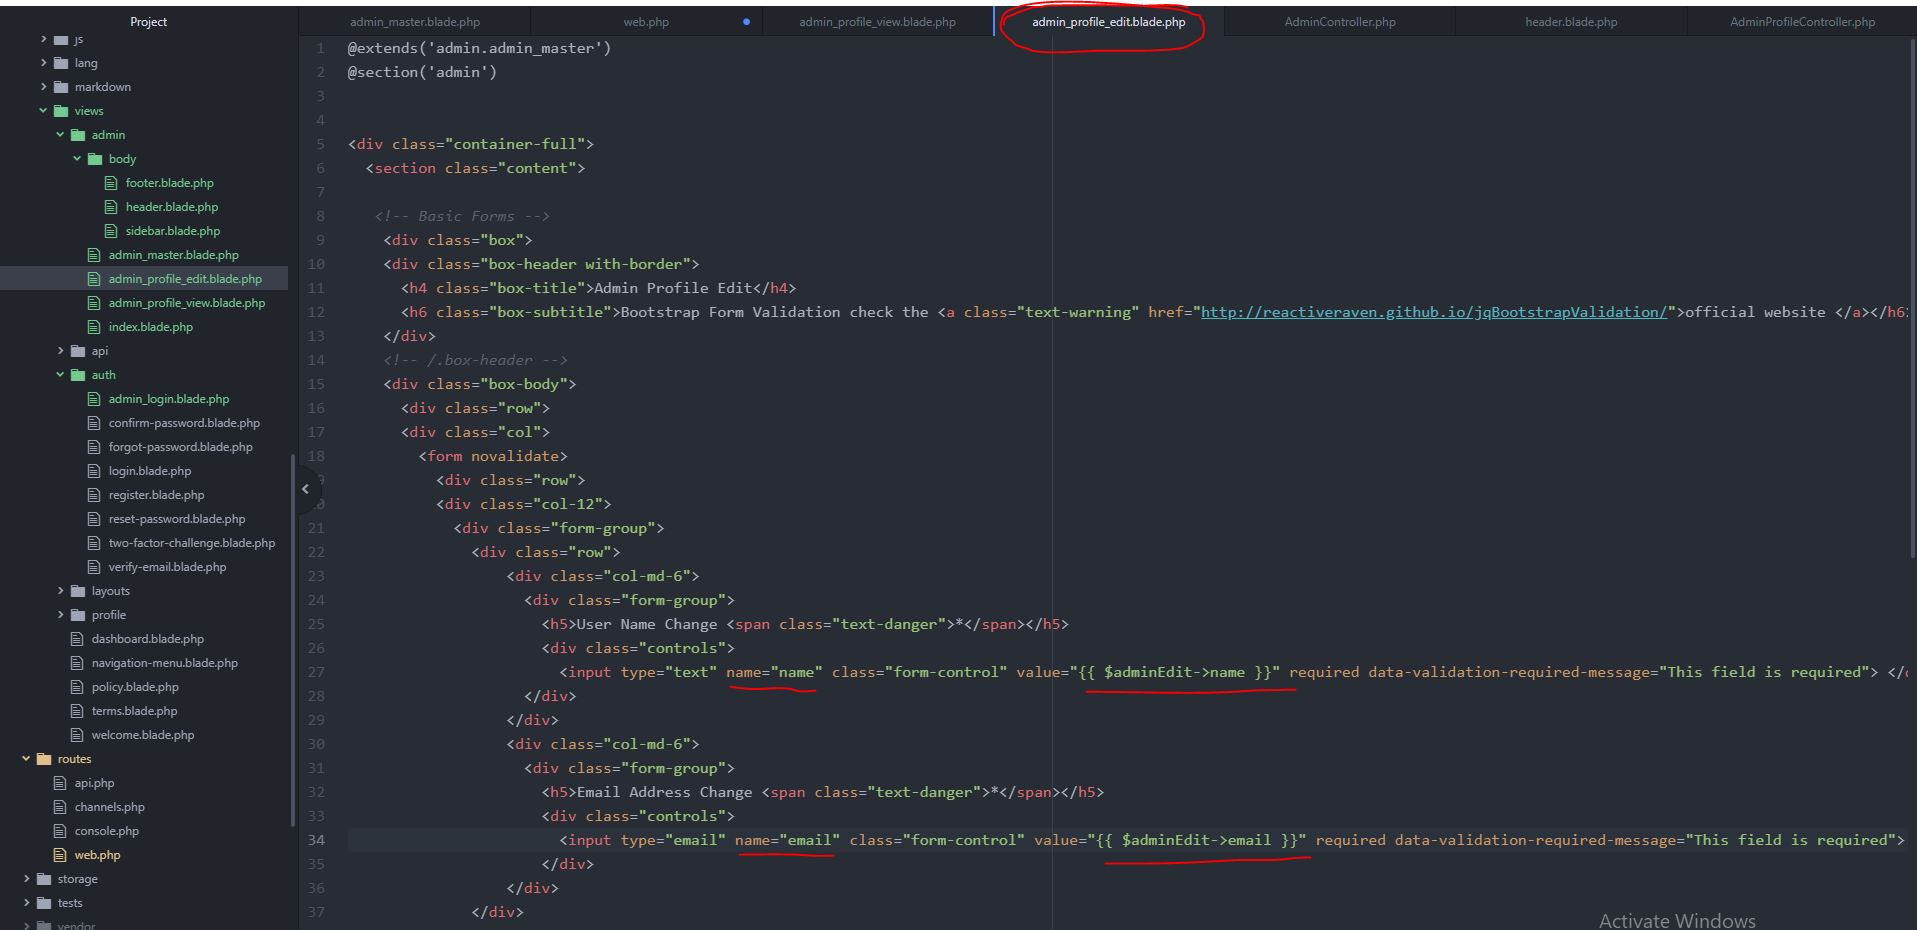 Project
js
lang
markdown
views
admin
body
footer.blade.php
header.blade.php
sidebar.blade.php
admin_master.blade.php
admin_profile_edit.blade.php
admin_profile_view.blade.php
index.blade.php
api
auth
admin_login.blade.php
confirm-password.blade.php
forgot-password.blade.php
login.blade.php
register.blade.php
reset-password.blade.php
two-factor-challenge.blade.php
verify-email.blade.php
layouts
profile
dashboard.blade.php
navigation-menu.blade.php
policy.blade.php
terms.blade.php
welcome.blade.php
routes
api.php
channels.php
console.php
web.php
storage
tests
vendor
admin_master.blade.php
web.php
admin_profile_view.blade.php
admin_profile_edit.blade.php
AdminController.php
header.blade.php
AdminProfileController.php
1 @extends('admin.admin_master')
2 @section('admin')
3
4
5 <div class="container-full">
6 <section class="content">
7
8 <!-- Basic Forms -->
9 <div class="box">
10 <div class="box-header with-border">
11 <h4 class="box-title">Admin Profile Edit</h4>
12 <h6 class="box-subtitle">Bootstrap Form Validation check the <a class="text-warning" href="http://reactiveraven.github.io/jqBootstrapValidation/">official website </a></h6
13 </div>
14 <!-- /.box-header -->
15 <div class="box-body">
16 <div class="row">
17 <div class="col">
18 <form novalidate>
<div class="row">
<div class="col-12">
21 <div class="form-group">
22 <div class="row">
23 <div class="col-md-6">
24 <div class="form-group">
25 <h5>User Name Change <span class="text-danger">*</span></h5>
26 <div class="controls">
27 <input type="text" name="name" class="form-control" value="{{ $adminEdit->name }}" required data-validation-required-message="This field is required"> </
28 </div>
29 </div>
30 <div class="col-md-6">
31 <div class="form-group">
32 <h5>Email Address Change <span class="text-danger">*</span></h5>
33 <div class="controls">
34 <input type="email" name="email" class="form-control" value="{{ $adminEdit->email }}" required data-validation-required-message="This field is required">
35 </div>
36 </div>
37 </div>
Activate Windows